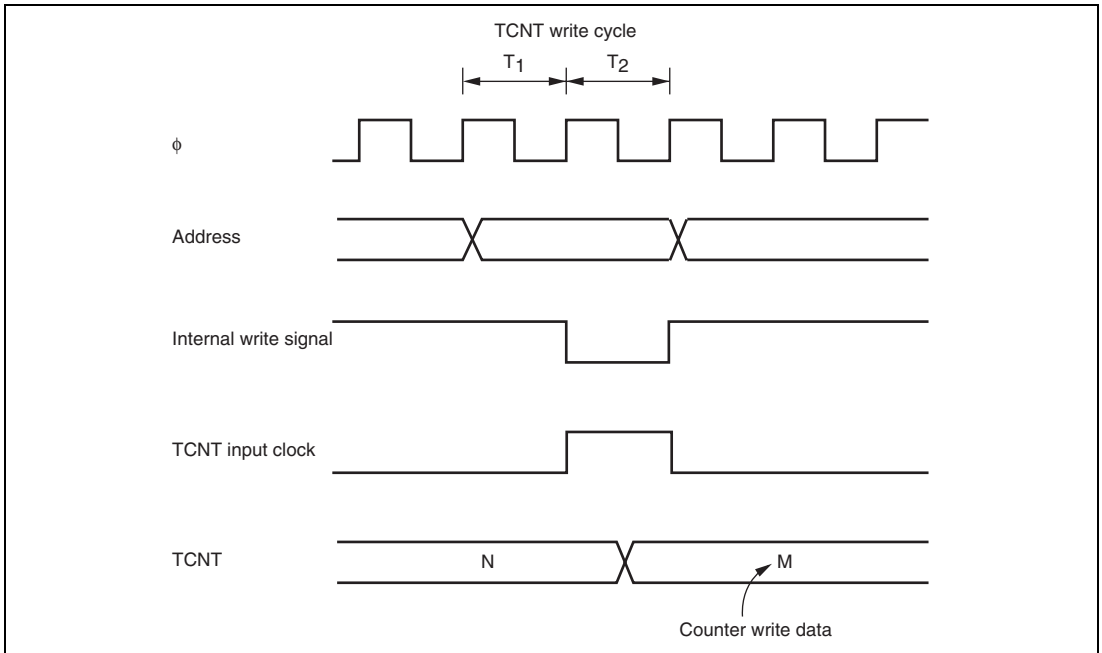 TCNT write cycle
T1 T2
ϕ
Address
Internal write signal
TCNT input clock
TCNT N M
Counter write data